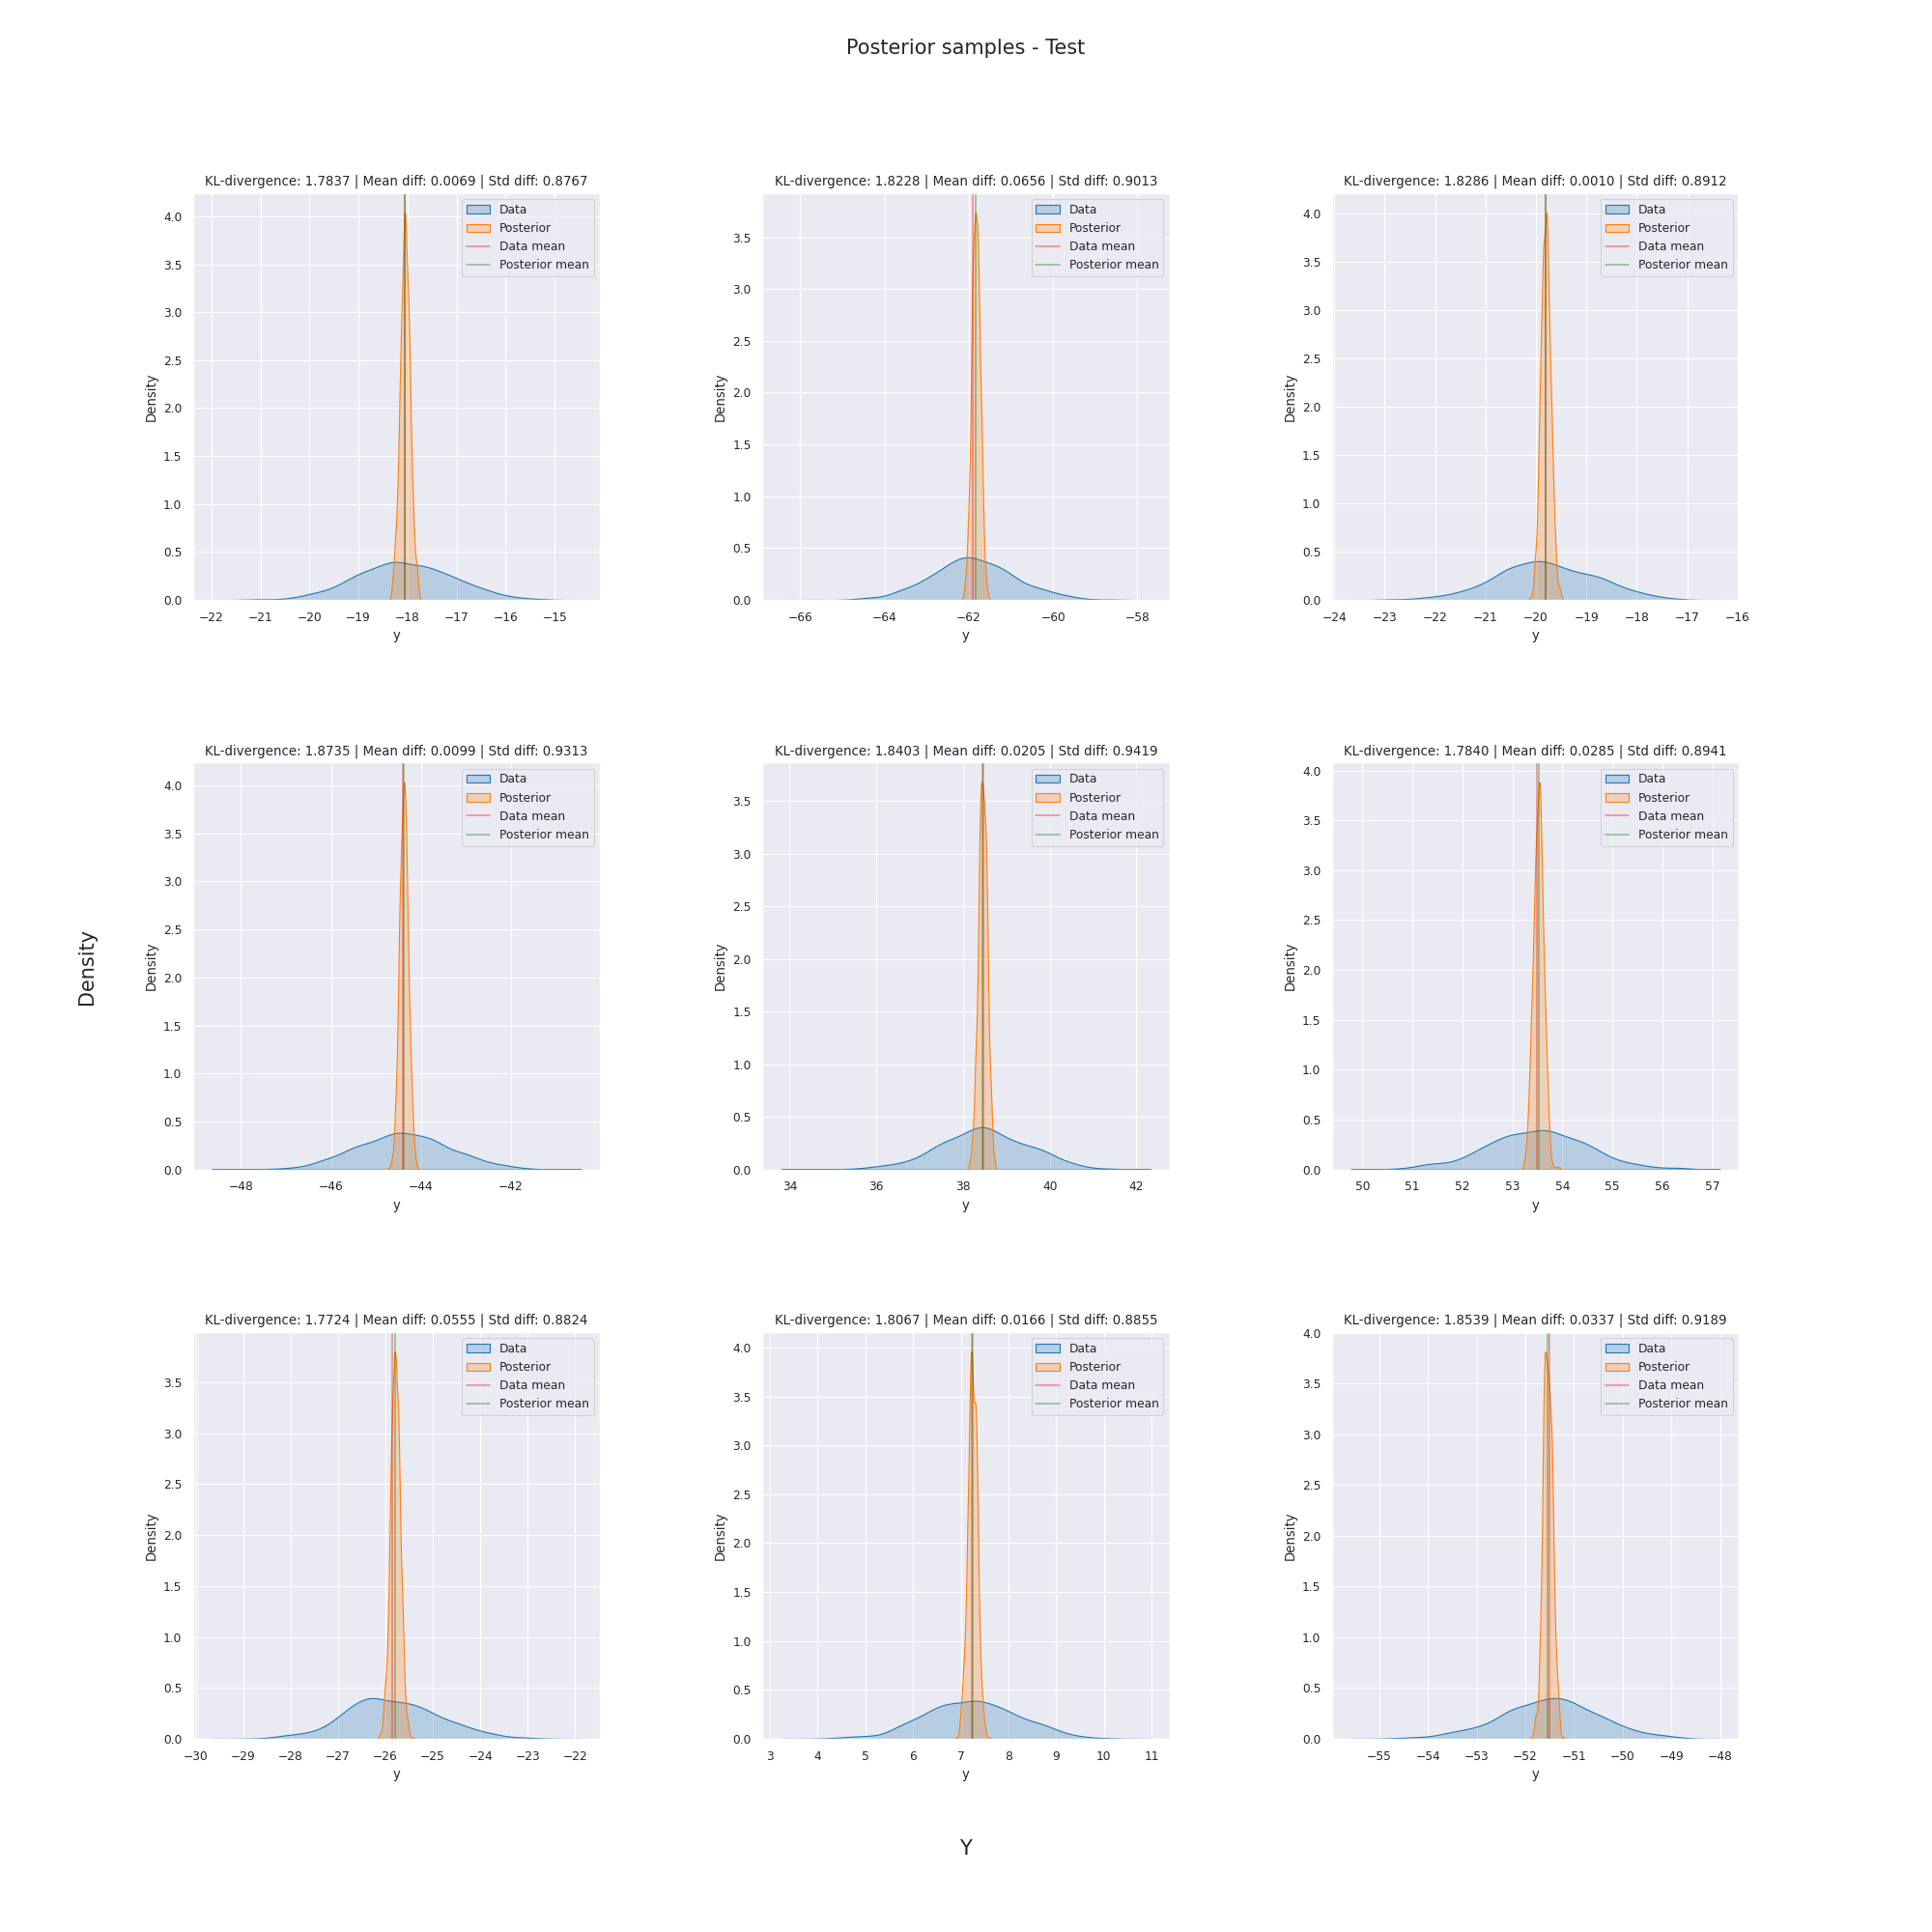 Posterior samples - Test
KL-divergence: 1.7837 | Mean diff: 0.0069 | Std diff: 0.8767
Data
Posterior
Data mean
Posterior mean
4.0
3.5
3.0
2.5
2.0
1.5
1.0
0.5
0.0
Density
−22 −21 −20 −19 −18 −17 −16 −15
y
KL-divergence: 1.8228 | Mean diff: 0.0656 | Std diff: 0.9013
Data
Posterior
Data mean
Posterior mean
3.5
3.0
2.5
2.0
1.5
1.0
0.5
0.0
Density
−66 −64 −62 −60 −58
y
KL-divergence: 1.8286 | Mean diff: 0.0010 | Std diff: 0.8912
Data
Posterior
Data mean
Posterior mean
4.0
3.5
3.0
2.5
2.0
1.5
1.0
0.5
0.0
Density
−24 −23 −22 −21 −20 −19 −18 −17 −16
y
Density
KL-divergence: 1.8735 | Mean diff: 0.0099 | Std diff: 0.9313
Data
Posterior
Data mean
Posterior mean
4.0
3.5
3.0
2.5
2.0
1.5
1.0
0.5
0.0
Density
−48 −46 −44 −42
y
KL-divergence: 1.8403 | Mean diff: 0.0205 | Std diff: 0.9419
Data
Posterior
Data mean
Posterior mean
3.5
3.0
2.5
2.0
1.5
1.0
0.5
0.0
Density
34 36 38 40 42
y
KL-divergence: 1.7840 | Mean diff: 0.0285 | Std diff: 0.8941
Data
Posterior
Data mean
Posterior mean
4.0
3.5
3.0
2.5
2.0
1.5
1.0
0.5
0.0
Density
50 51 52 53 54 55 56 57
y
KL-divergence: 1.7724 | Mean diff: 0.0555 | Std diff: 0.8824
Data
Posterior
Data mean
Posterior mean
3.5
3.0
2.5
2.0
1.5
1.0
0.5
0.0
Density
−30 −29 −28 −27 −26 −25 −24 −23 −22
y
KL-divergence: 1.8067 | Mean diff: 0.0166 | Std diff: 0.8855
Data
Posterior
Data mean
Posterior mean
4.0
3.5
3.0
2.5
2.0
1.5
1.0
0.5
0.0
Density
3 4 5 6 7 8 9 10 11
y
KL-divergence: 1.8539 | Mean diff: 0.0337 | Std diff: 0.9189
Data
Posterior
Data mean
Posterior mean
4.0
3.5
3.0
2.5
2.0
1.5
1.0
0.5
0.0
Density
−55 −54 −53 −52 −51 −50 −49 −48
y
Y